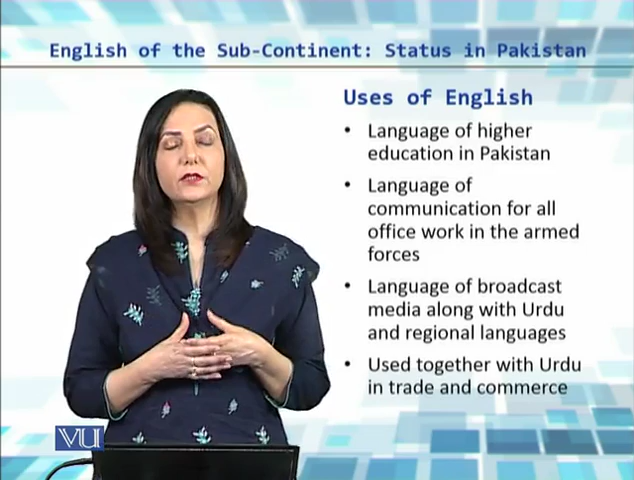 English of the Sub-Continent: Status in Pakistan
Uses of English
• Language of higher
education in Pakistan
• Language of
communication for all
office work in the armed
forces
• Language of broadcast
media along with Urdu
and regional languages
• Used together with Urdu
in trade and commerce
VU